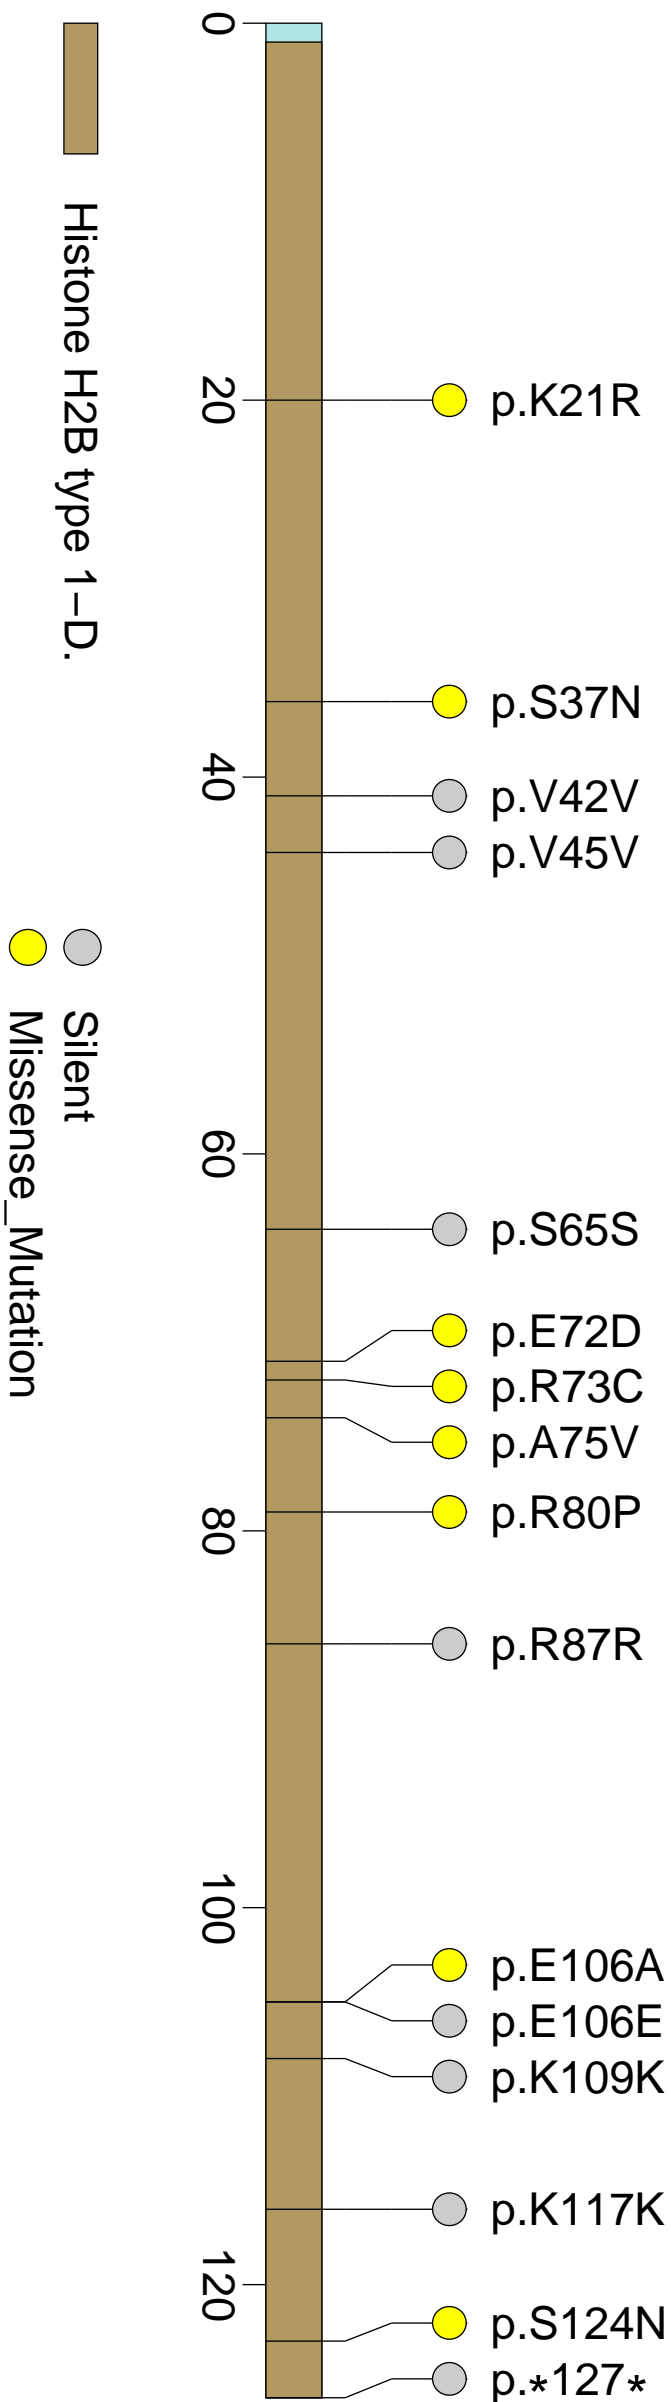 p.K21R
p.S37N
p.V42V
p.V45V
p.S65S
p.E72D
p.R73C
p.A75V
p.R80P
p.R87R
p.E106A
p.E106E
p.K109K
p.K117K
p.S124N
p.*127*
0
20
40
60
80
100
120
Histone H2B type 1–D.
Silent
Missense_Mutation